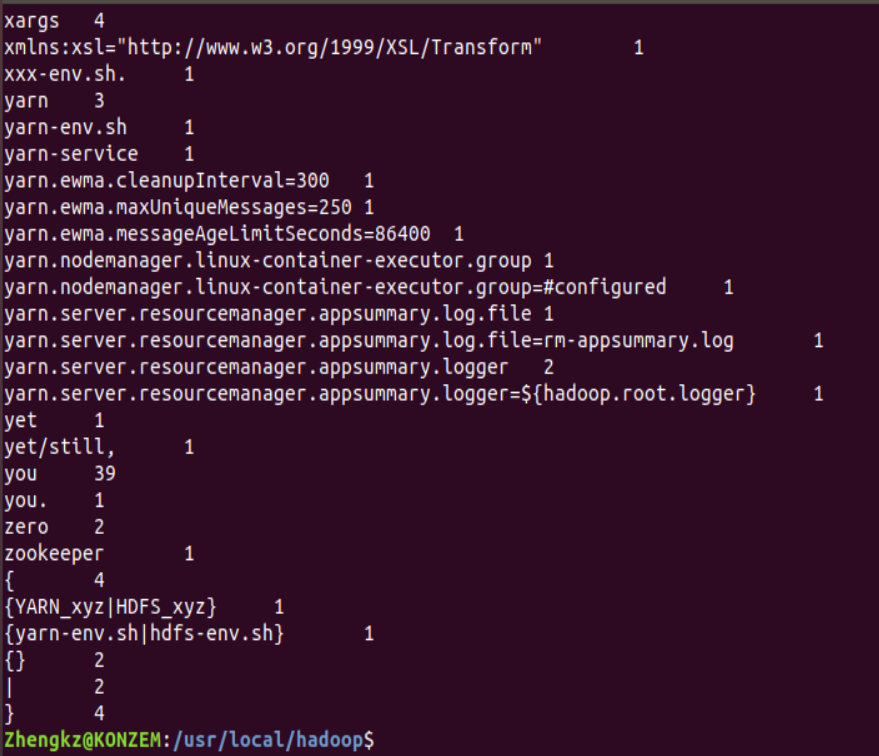 xargs	4
xmlns:xsl="http://www.w3.org/1999/XSL/Transform"	1
xxx-env.sh.	1
yarn	3
yarn-env.sh	1
yarn-service	1
yarn.ewma.cleanupInterval=300	1
yarn.ewma.maxUniqueMessages=250	1
yarn.ewma.messageAgeLimitSeconds=86400	1
yarn.nodemanager.linux-container-executor.group	1
yarn.nodemanager.linux-container-executor.group=#configured	1
yarn.server.resourcemanager.appsummary.log.file	1
yarn.server.resourcemanager.appsummary.log.file=rm-appsummary.log	1
yarn.server.resourcemanager.appsummary.logger	2
yarn.server.resourcemanager.appsummary.logger=${hadoop.root.logger}	1
yet	1
yet/still,	1
you	39
you.	1
zero	2
zookeeper	1
{	4
{YARN_xyz|HDFS_xyz}	1
{yarn-env.sh|hdfs-env.sh}	1
{}	2
|	2
}	4
Zhengkz@KONZEM:/usr/local/hadoop$